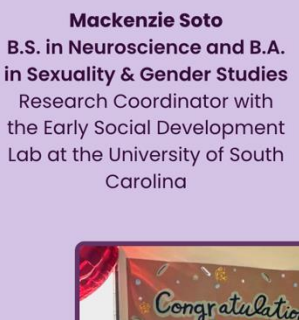 Mackenzie Soto
B.S. in Neuroscience and B.A.
in Sexuality & Gender Studies
Research Coordinator with
the Early Social Development
Lab at the University of South
Carolina